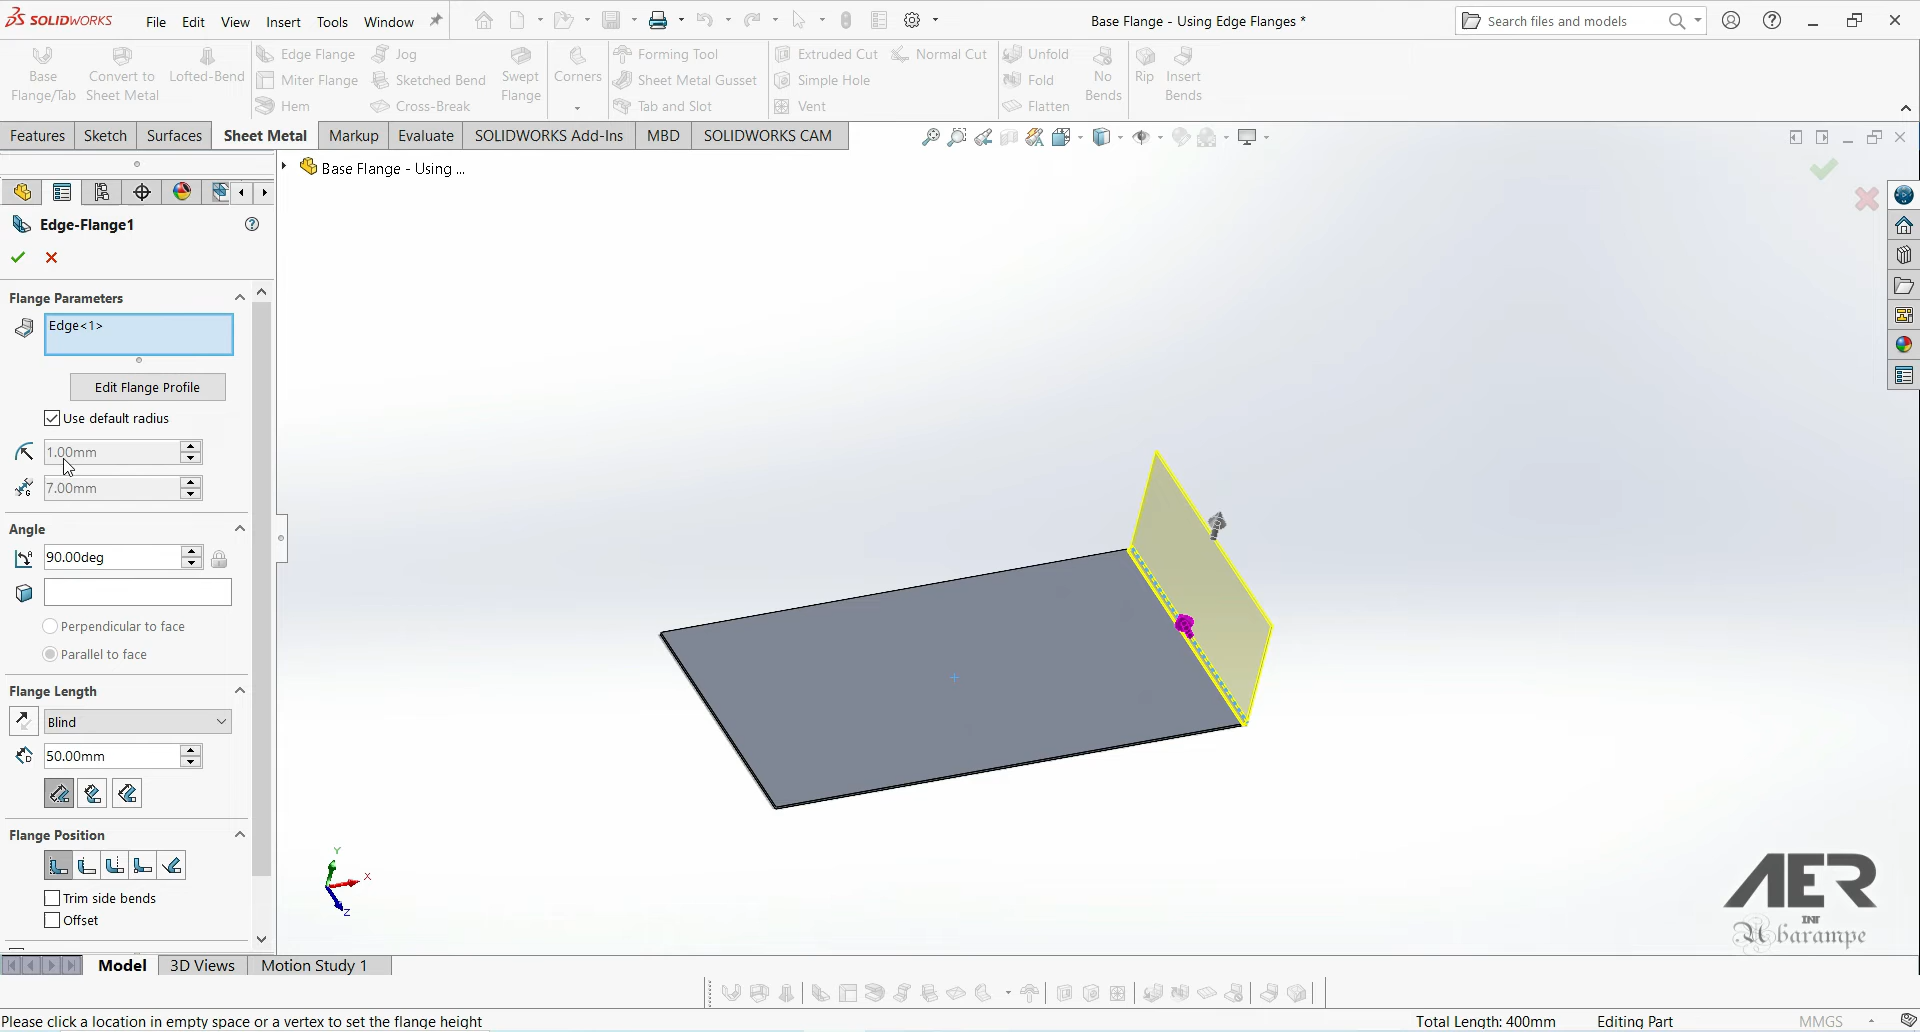 SOLIDWORKS File Edit View Insert Tools Window
Base Flange - Using Edge Flanges *
Search files and models
Base Flange/Tab
Convert to Sheet Metal
Lofted-Bend
Edge Flange
Miter Flange
Hem
Jog
Sketched Bend
Cross-Break
Swept Flange
Corners
Forming Tool
Sheet Metal Gusset
Tab and Slot
Extruded Cut
Simple Hole
Vent
Normal Cut
Unfold
Fold
Flatten
No Bends
Rip
Insert Bends
Features Sketch Surfaces Sheet Metal Markup Evaluate SOLIDWORKS Add-Ins MBD SOLIDWORKS CAM
Base Flange - Using ...
Edge-Flange1
Flange Parameters
Edge<1>
Edit Flange Profile
Use default radius
1.00mm
7.00mm
Angle
90.00deg
Perpendicular to face
Parallel to face
Flange Length
Blind
50.00mm
Flange Position
Trim side bends
Offset
Y
X
Z
AER
INT
Abarampe
Model 3D Views Motion Study 1
Please click a location in empty space or a vertex to set the flange height
Total Length: 400mm Editing Part MMGS